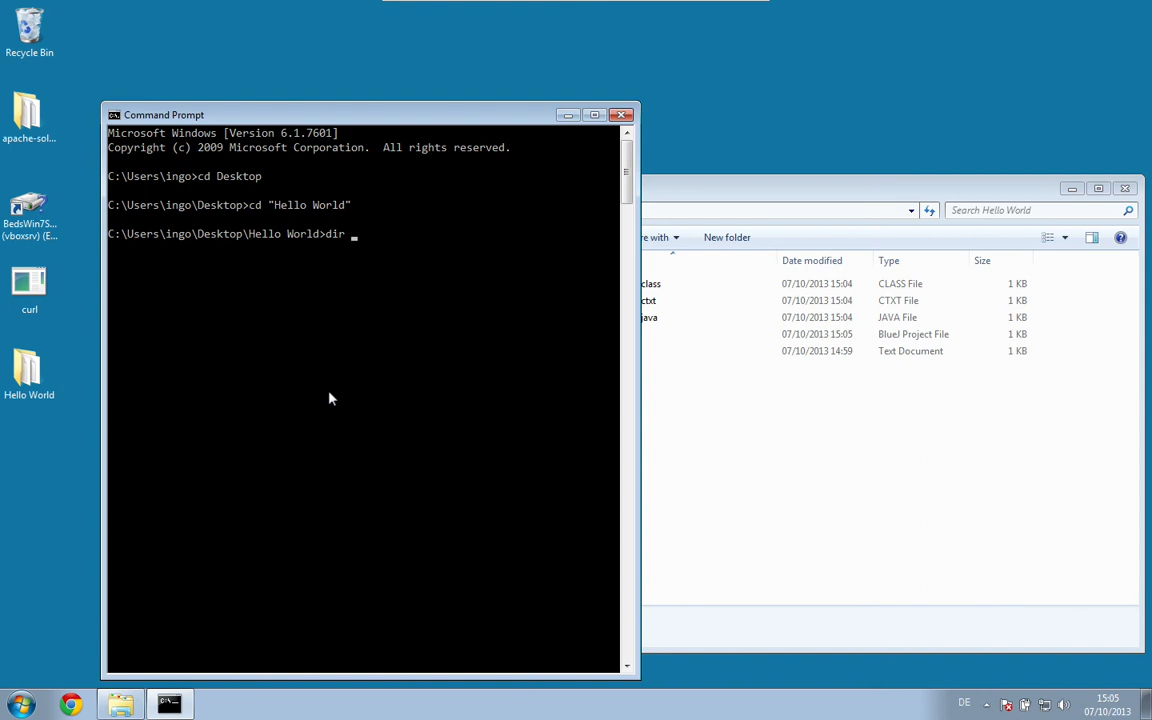 Recycle Bin
apache-sol...
BedsWin7S...
(vboxsrv) (E...
curl
Hello World
Command Prompt
Microsoft Windows [Version 6.1.7601]
Copyright (c) 2009 Microsoft Corporation.  All rights reserved.
C:\Users\ingo>cd Desktop
C:\Users\ingo\Desktop>cd "Hello World"
C:\Users\ingo\Desktop\Hello World>dir _
Search Hello World
re with New folder
Date modified Type Size
class 07/10/2013 15:04 CLASS File 1 KB
ctxt 07/10/2013 15:04 CTXT File 1 KB
java 07/10/2013 15:04 JAVA File 1 KB
07/10/2013 15:05 BlueJ Project File 1 KB
07/10/2013 14:59 Text Document 1 KB
DE
15:05
07/10/2013